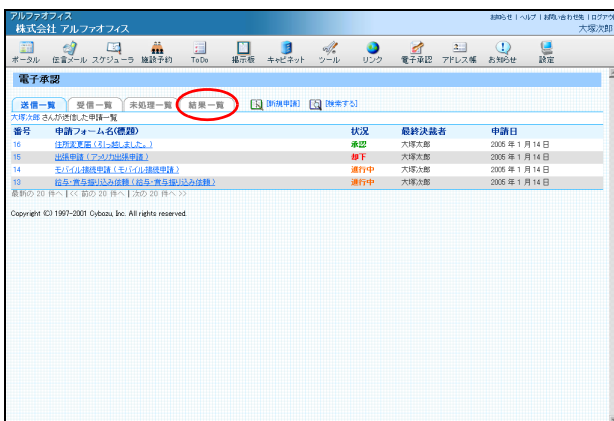 アルファオフィス
お知らせ | ヘルプ | お問い合わせ先 | ログアウ
株式会社 アルファオフィス
大塚次郎
ポータル 伝言メール スケジューラ 施設予約 ToDo 掲示板 キャビネット ツール リンク 電子承認 アドレス帳 お知らせ 設定
電子承認
送信一覧 受信一覧 未処理一覧 結果一覧 [新規申請] [検索する]
大塚次郎 さんが送信した申請一覧
番号 申請フォーム名(標題) 状況 最終決裁者 申請日
16 住所変更届(引っ越しました。) 承認 大塚次郎 2005 年 1 月 14 日
15 出張申請(アメリカ出張申請) 却下 大塚次郎 2005 年 1 月 14 日
14 モバイル接続申請(モバイル接続申請) 進行中 大塚次郎 2005 年 1 月 14 日
13 給与・賞与振り込み依頼(給与・賞与振り込み依頼) 進行中 大塚次郎 2005 年 1 月 14 日
最新の 20 件へ | << 前の 20 件へ | 次の 20 件へ >>
Copyright (C) 1997-2001 Cybozu, Inc. All rights reserved.